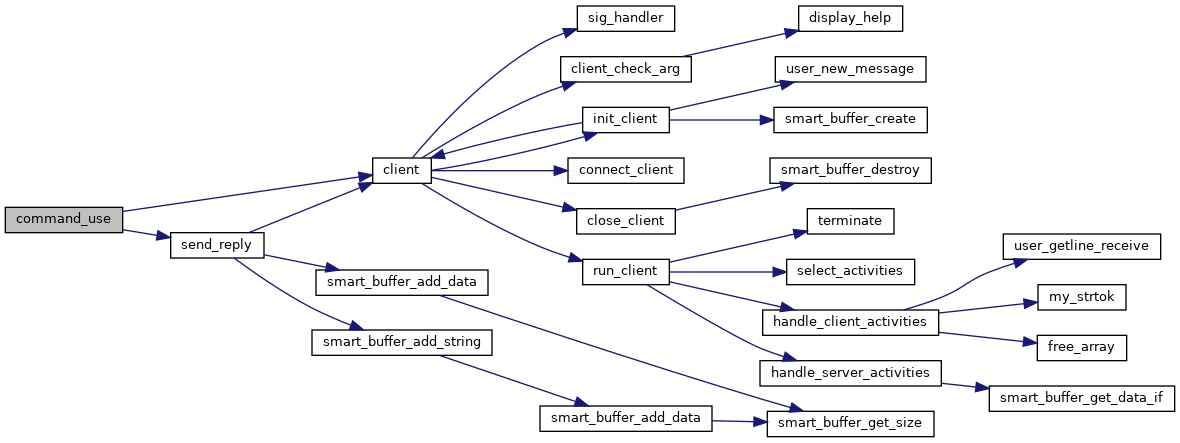 command_use
send_reply
client
smart_buffer_add_data
smart_buffer_add_string
sig_handler
client_check_arg
init_client
connect_client
close_client
run_client
smart_buffer_add_data
display_help
user_new_message
smart_buffer_create
smart_buffer_destroy
terminate
select_activities
handle_client_activities
handle_server_activities
smart_buffer_get_size
user_getline_receive
my_strtok
free_array
smart_buffer_get_data_if